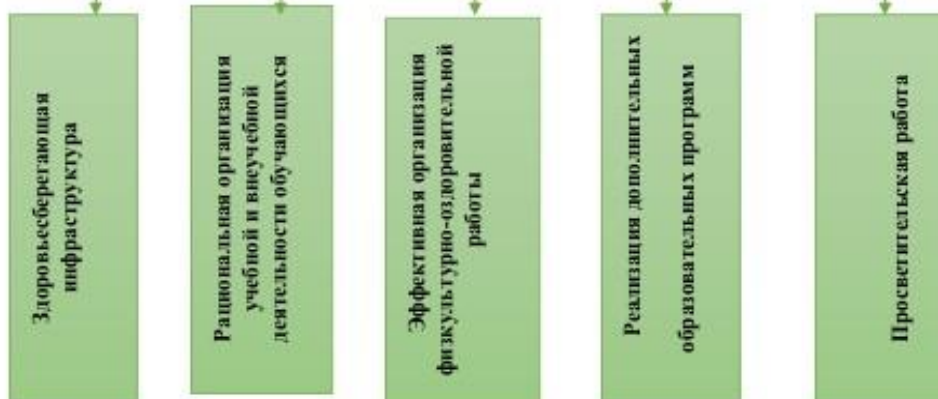 Здоровьесберегающая
инфраструктура
Рациональная организация
учебной и внеучебной
деятельности обучающихся
Эффективная организация
физкультурно-оздоровительной
работы
Реализация дополнительных
образовательных программ
Просветительская работа